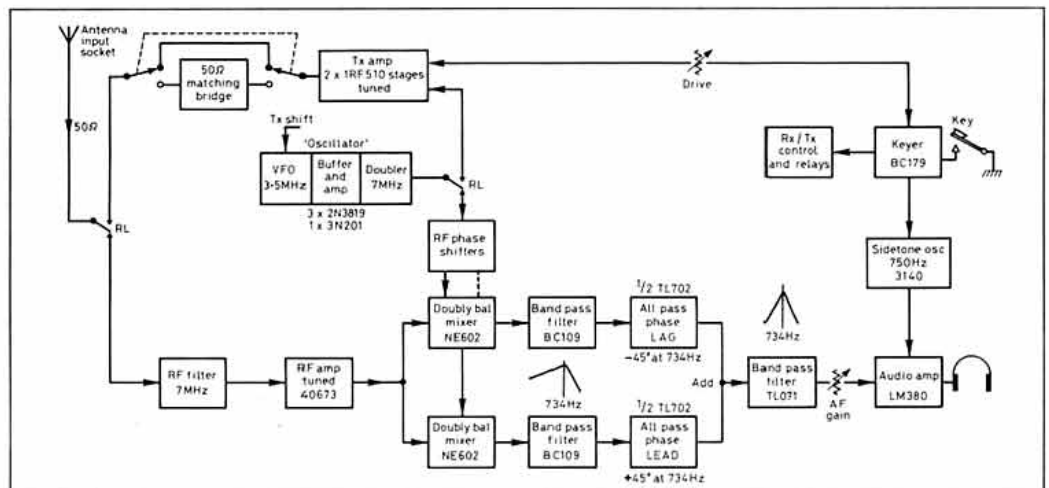 Antenna
input
socket
50Ω
matching
bridge
Tx amp
2 x 1RF 510 stages
tuned
Drive
Key
50Ω
Tx shift
'Oscillator'
VFO
3·5MHz
Buffer
and
amp
Doubler
7MHz
RL
3 x 2N3819
1 x 3N201
Rx/Tx
control
and relays
Keyer
BC179
RL
RF phase
shifters
Sidetone osc
750Hz
3140
Doubly bal
mixer
NE602
Band pass
filter
BC109
1/2 TL702
All pass
phase
LAG
-45° at 734Hz
734Hz
RF filter
7MHz
RF amp
tuned
40673
734Hz
Add
Band pass
filter
TL071
AF
gain
Audio amp
LM380
Doubly bal
mixer
NE602
Band pass
filter
BC109
1/2 TL702
All pass
phase
LEAD
+45° at 734Hz